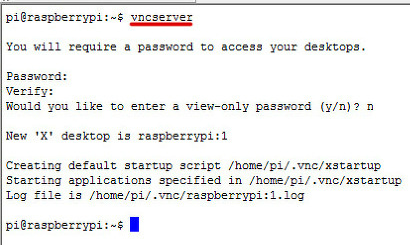 pi@raspberrypi:~$ vncserver
You will require a password to access your desktops.
Password:
Verify:
Would you like to enter a view-only password (y/n)? n
New 'X' desktop is raspberrypi:1
Creating default startup script /home/pi/.vnc/xstartup
Starting applications specified in /home/pi/.vnc/xstartup
Log file is /home/pi/.vnc/raspberrypi:1.log
pi@raspberrypi:~$